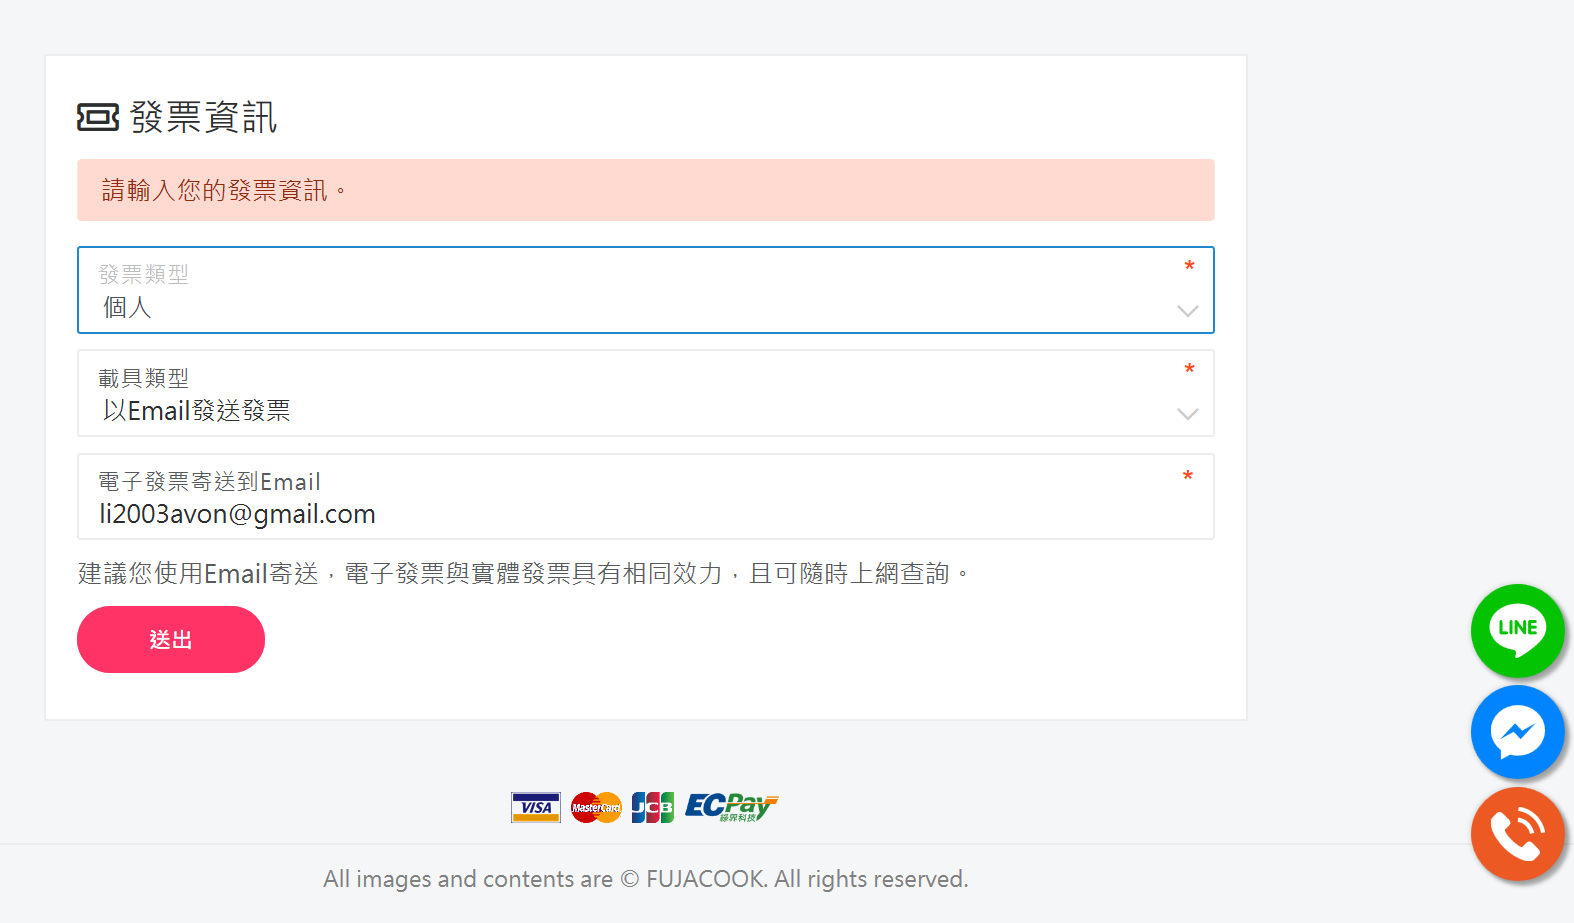 發票資訊
請輸入您的發票資訊。
發票類型
*
個人
載具類型
*
以Email發送發票
電子發票寄送到Email
*
li2003avon@gmail.com
建議您使用Email寄送，電子發票與實體發票具有相同效力，且可隨時上網查詢。
送出
LINE
VISA MasterCard JCB ECPay 綠界科技
All images and contents are © FUJACOOK. All rights reserved.